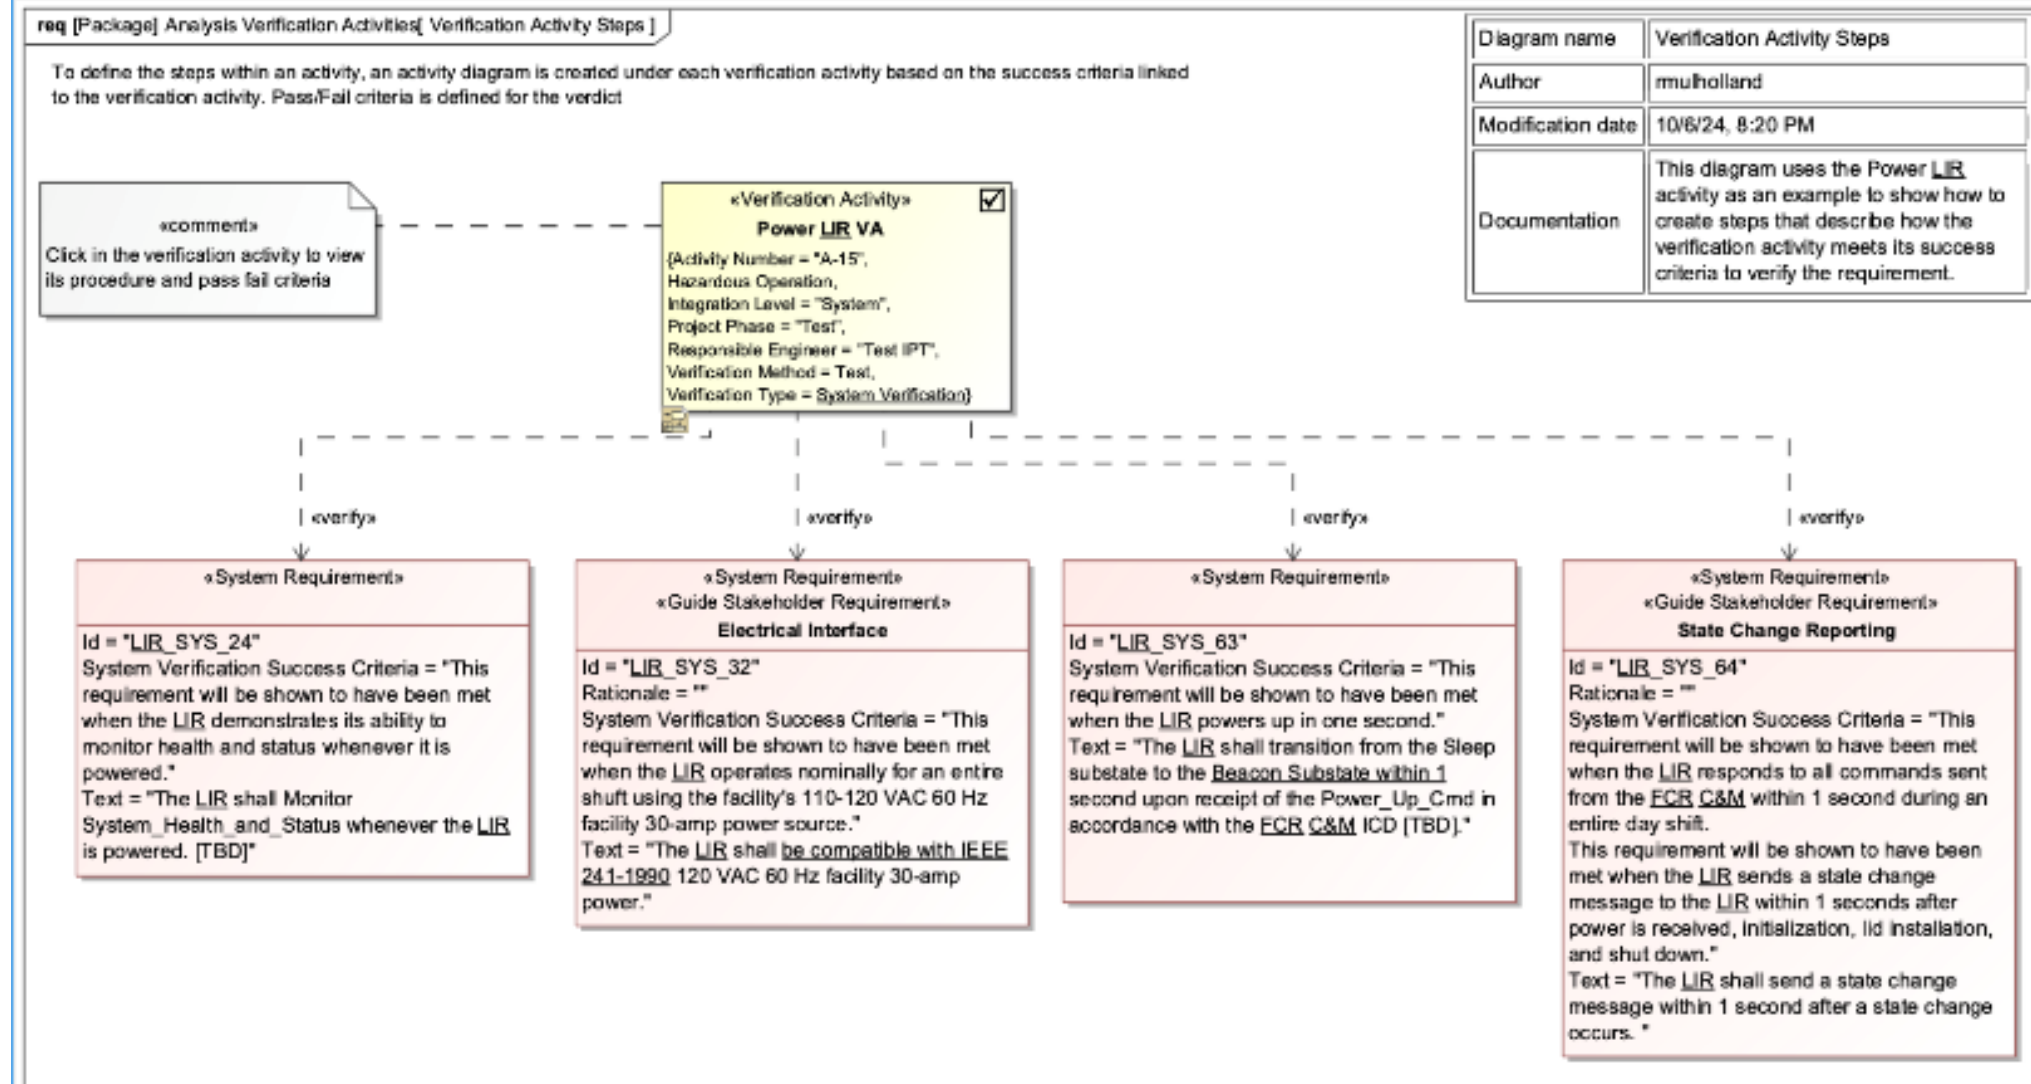 req [Package] Analysis Verification Activities[ Verification Activity Steps ]
To define the steps within an activity, an activity diagram is created under each verification activity based on the success criteria linked
to the verification activity. Pass/Fail criteria is defined for the verdict
Diagram name
Verification Activity Steps
Author
rmulholland
Modification date
10/6/24, 8:20 PM
Documentation
This diagram uses the Power LIR
activity as an example to show how to
create steps that describe how the
verification activity meets its success
criteria to verify the requirement.
«comment»
Click in the verification activity to view
its procedure and pass fail criteria
«Verification Activity»
Power LIR VA
{Activity Number = "A-15",
Hazardous Operation,
Integration Level = "System",
Project Phase = "Test",
Responsible Engineer = "Test IPT",
Verification Method = Test,
Verification Type = System Verification}
«verify»
«verify»
«verify»
«verify»
«System Requirement»
Id = "LIR_SYS_24"
System Verification Success Criteria = "This
requirement will be shown to have been met
when the LIR demonstrates its ability to
monitor health and status whenever it is
powered."
Text = "The LIR shall Monitor
System_Health_and_Status whenever the LIR
is powered. [TBD]"
«System Requirement»
«Guide Stakeholder Requirement»
Electrical Interface
Id = "LIR_SYS_32"
Rationale = ""
System Verification Success Criteria = "This
requirement will be shown to have been met
when the LIR operates nominally for an entire
shuft using the facility's 110-120 VAC 60 Hz
facility 30-amp power source."
Text = "The LIR shall be compatible with IEEE
241-1990 120 VAC 60 Hz facility 30-amp
power."
«System Requirement»
Id = "LIR_SYS_63"
System Verification Success Criteria = "This
requirement will be shown to have been met
when the LIR powers up in one second."
Text = "The LIR shall transition from the Sleep
substate to the Beacon Substate within 1
second upon receipt of the Power_Up_Cmd in
accordance with the FCR C&M ICD [TBD]."
«System Requirement»
«Guide Stakeholder Requirement»
State Change Reporting
Id = "LIR_SYS_64"
Rationale = ""
System Verification Success Criteria = "This
requirement will be shown to have been met
when the LIR responds to all commands sent
from the FCR C&M within 1 second during an
entire day shift.
This requirement will be shown to have been
met when the LIR sends a state change
message to the LIR within 1 seconds after
power is received, initialization, lid installation,
and shut down."
Text = "The LIR shall send a state change
message within 1 second after a state change
occurs. "